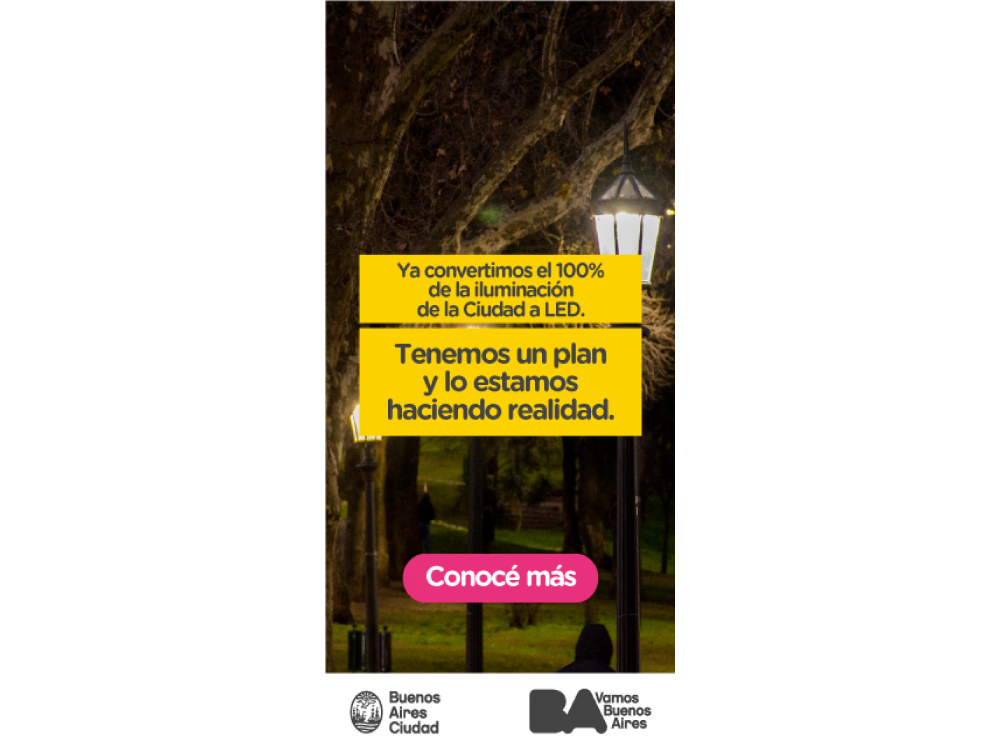 Ya convertimos el 100%
de la iluminación
de la Ciudad a LED.
Tenemos un plan
y lo estamos
haciendo realidad.
Conocé más
Buenos
Aires
Ciudad
BA
Vamos
Buenos
Aires